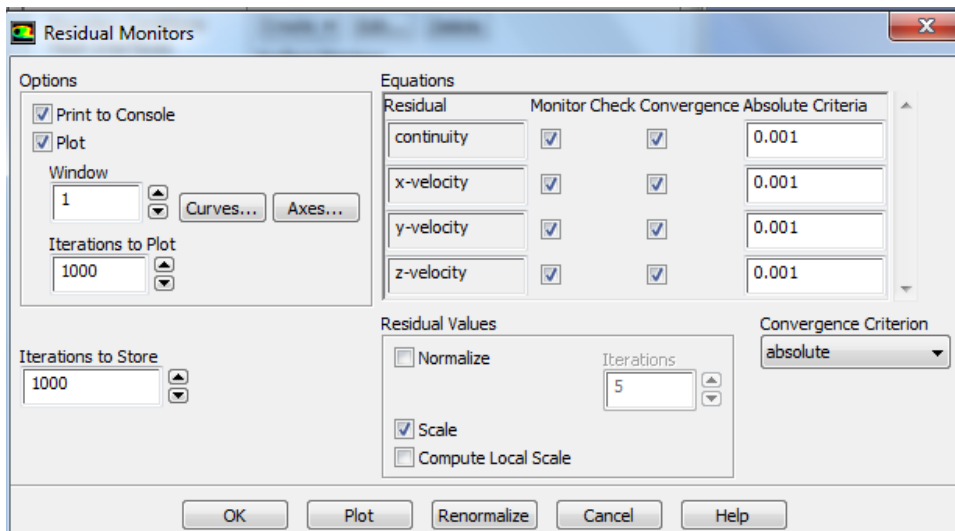 Residual Monitors
Options
Print to Console
Plot
Window
1
Curves... Axes...
Iterations to Plot
1000
Iterations to Store
1000
Equations
Residual Monitor Check Convergence Absolute Criteria
continuity 0.001
x-velocity 0.001
y-velocity 0.001
z-velocity 0.001
Residual Values
Normalize
Iterations
5
Scale
Compute Local Scale
Convergence Criterion
absolute
OK Plot Renormalize Cancel Help